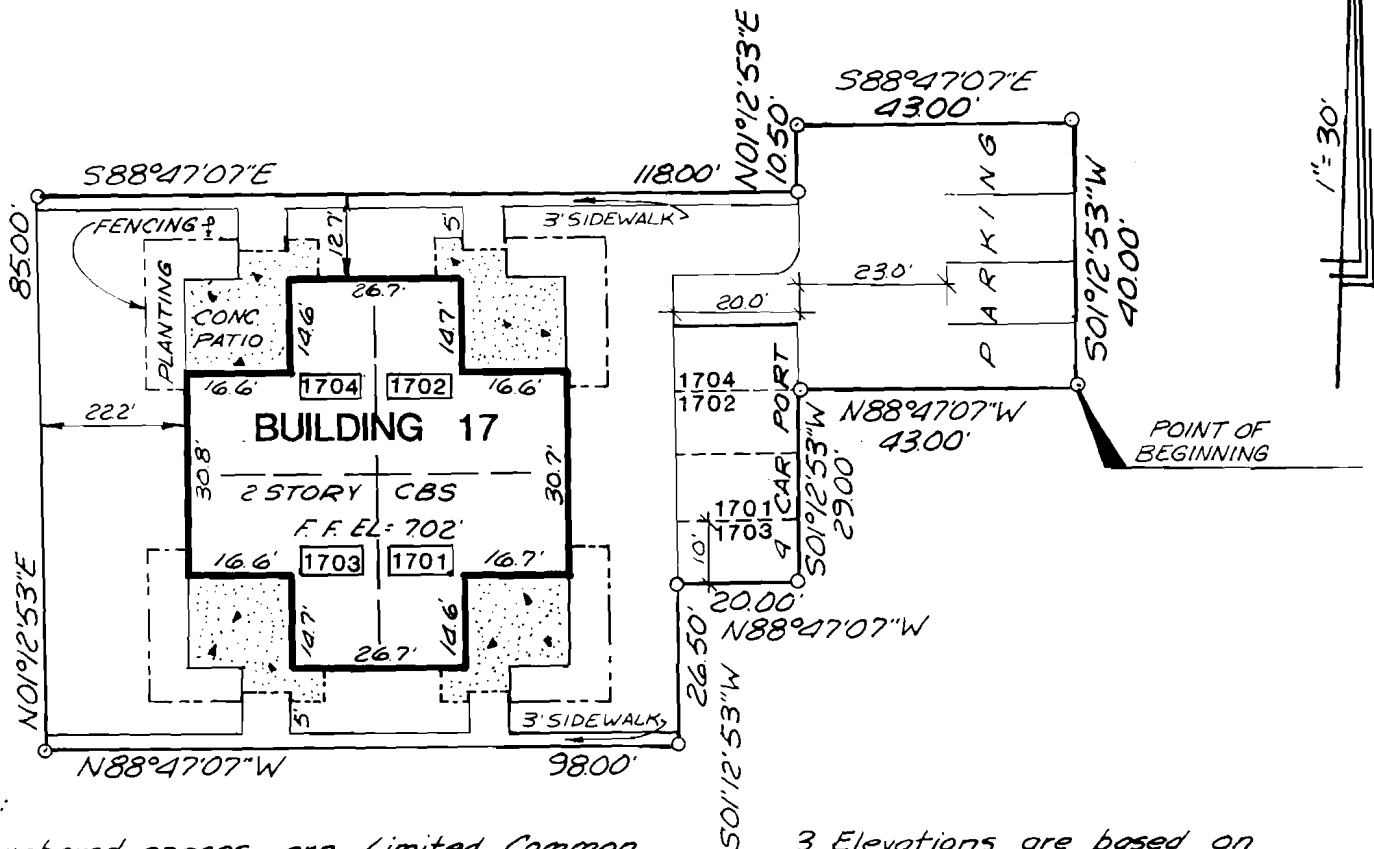 N01°12'53"E
10.50'
S88°47'07"E
43.00'
1"= 30'
S88°47'07"E
118.00'
85.00'
FENCING &
PLANTING
12.7'
5'
3' SIDEWALK
PARKING
S01°12'53"W
40.00'
23.0'
20.0'
26.7'
CONC.
PATIO
14.6'
14.7'
16.6'
1704
1702
16.6'
1704
1702
22.2'
BUILDING 17
4 CAR PORT
N88°47'07"W
43.00'
POINT OF
BEGINNING
30.8'
30.7'
2 STORY CBS
F. F. EL= 7.02'
S01°12'53"W
29.00'
1701
1703
10'
16.6'
1703
1701
16.7'
N01°12'53"E
20.00'
N88°47'07"W
14.7'
14.6'
26.7'
26.50'
S01°12'53"W
5'
3' SIDEWALK
N88°47'07"W
98.00'
:
spaces are Limited Common
3 Elevations are based on